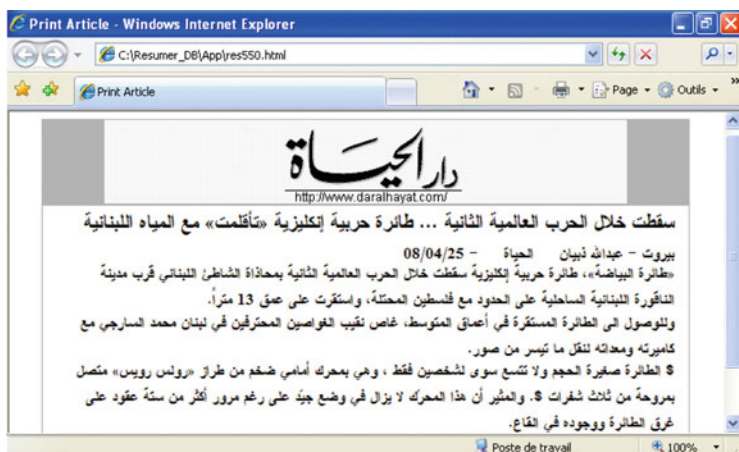 Print Article - Windows Internet Explorer
C:\Resumer_DB\App\res550.html
Print Article
Page
Outils
»
دار الحياة
http://www.daralhayat.com/
سقطت خلال الحرب العالمية الثانية ... طائرة حربية إنكليزية «تأقلمت» مع المياه اللبنانية
بيروت - عبدالله ذبيان الحياة - 08/04/25
«طائرة البياضة»، طائرة حربية إنكليزية سقطت خلال الحرب العالمية الثانية بمحاذاة الشاطئ اللبناني قرب مدينة
الناقورة اللبنانية الساحلية على الحدود مع فلسطين المحتلة، واستقرت على عمق 13 متراً.
وللوصول الى الطائرة المستقرة في أعماق المتوسط، غاص نقيب الغواصين المحترفين في لبنان محمد السارجي مع
كاميرته ومعداته لنقل ما تيسر من صور.
$ الطائرة صغيرة الحجم ولا تتسع سوى لشخصين فقط ، وهي بمحرك أمامي ضخم من طراز «رولس رويس» متصل
بمروحة من ثلاث شفرات $. والمثير أن هذا المحرك لا يزال في وضع جيّد على رغم مرور أكثر من ستة عقود على
غرق الطائرة ووجوده في القاع.
Poste de travail
100%